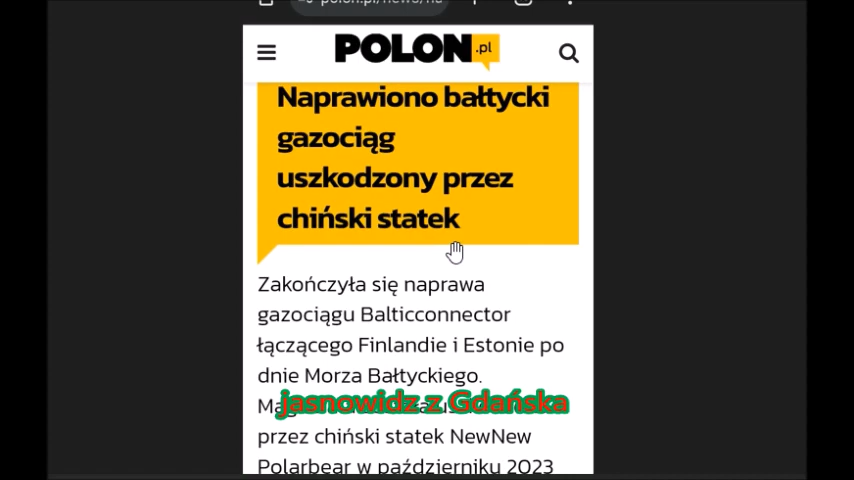 POLON.pl
Naprawiono bałtycki
gazociąg
uszkodzony przez
chiński statek
Zakończyła się naprawa
gazociągu Balticconnector
łączącego Finlandie i Estonie po
dnie Morza Bałtyckiego.
jasnowidz z Gdańska
przez chiński statek NewNew
Polarbear w październiku 2023